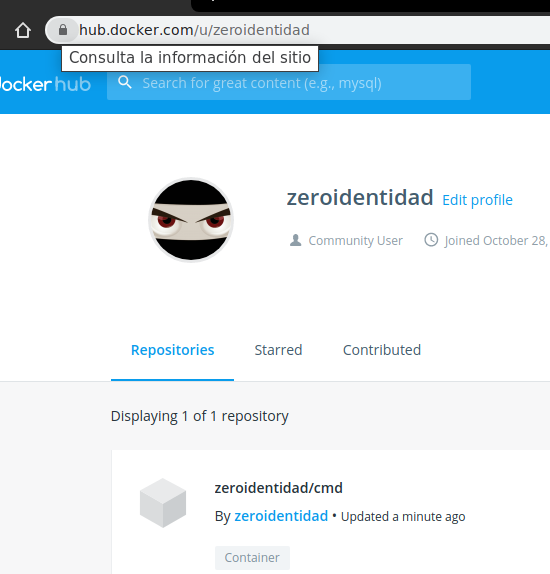 hub.docker.com/u/zeroidentidad
Consulta la información del sitio
docker hub
Search for great content (e.g., mysql)
zeroidentidad Edit profile
Community User Joined October 28,
Repositories Starred Contributed
Displaying 1 of 1 repository
zeroidentidad/cmd
By zeroidentidad • Updated a minute ago
Container